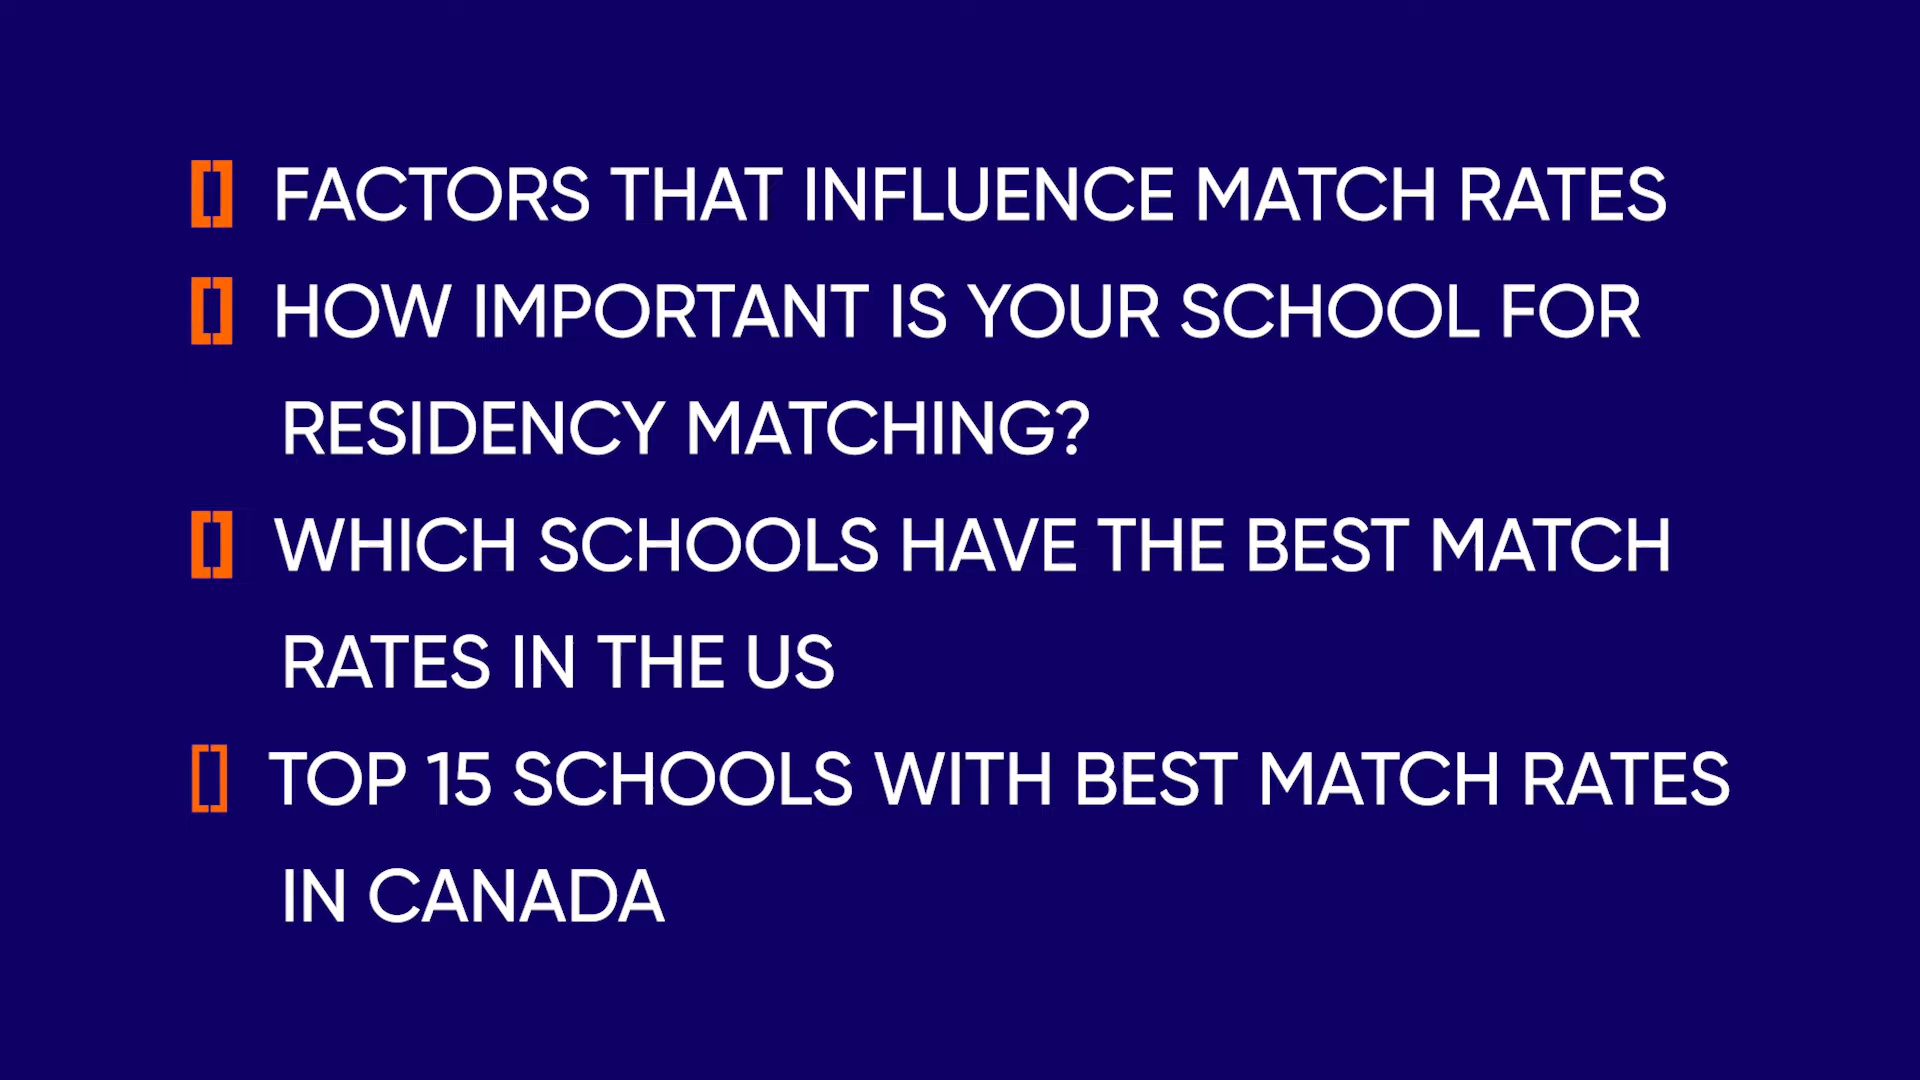 [] FACTORS THAT INFLUENCE MATCH RATES
[] HOW IMPORTANT IS YOUR SCHOOL FOR
RESIDENCY MATCHING?
[] WHICH SCHOOLS HAVE THE BEST MATCH
RATES IN THE US
[] TOP 15 SCHOOLS WITH BEST MATCH RATES
IN CANADA